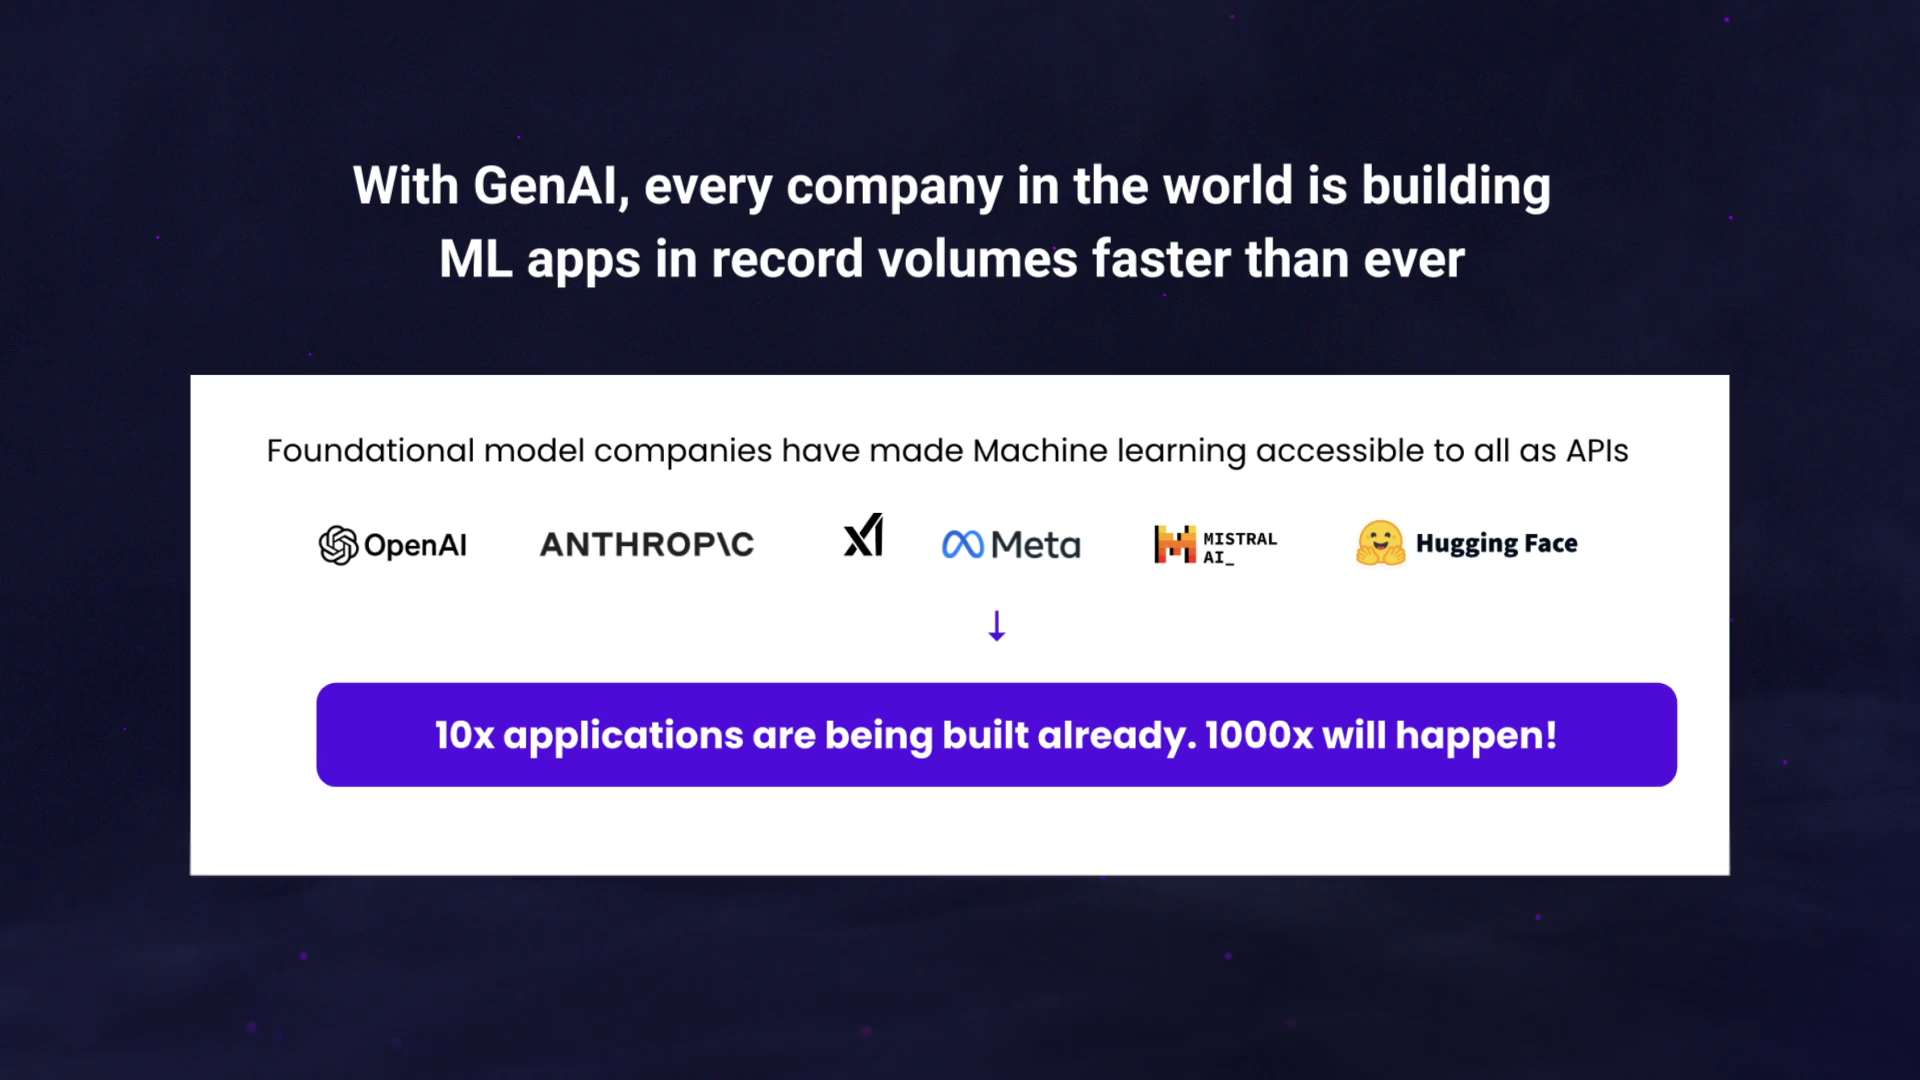 With GenAI, every company in the world is building
ML apps in record volumes faster than ever
Foundational model companies have made Machine learning accessible to all as APIs
OpenAI ANTHROP\C xI Meta MISTRAL AI_ Hugging Face
10x applications are being built already. 1000x will happen!